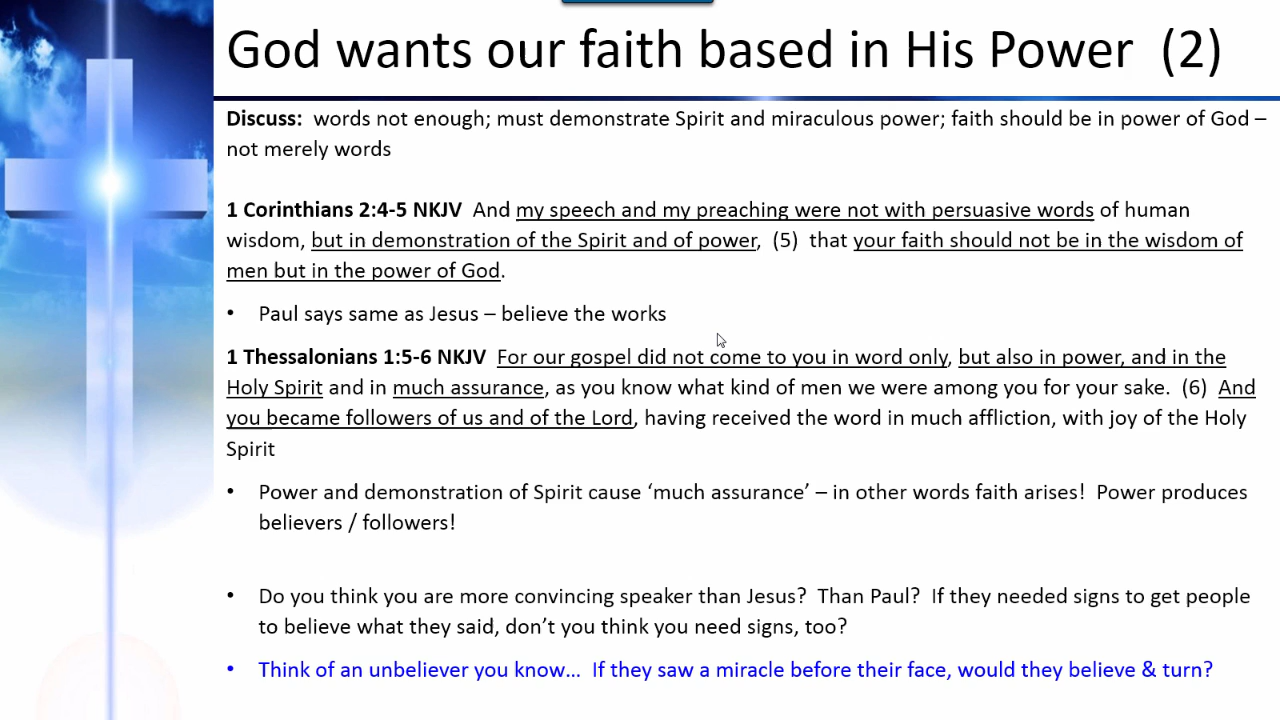 God wants our faith based in His Power (2)
Discuss: words not enough; must demonstrate Spirit and miraculous power; faith should be in power of God –
not merely words
1 Corinthians 2:4-5 NKJV And my speech and my preaching were not with persuasive words of human
wisdom, but in demonstration of the Spirit and of power, (5) that your faith should not be in the wisdom of
men but in the power of God.
• Paul says same as Jesus – believe the works
1 Thessalonians 1:5-6 NKJV For our gospel did not come to you in word only, but also in power, and in the
Holy Spirit and in much assurance, as you know what kind of men we were among you for your sake. (6) And
you became followers of us and of the Lord, having received the word in much affliction, with joy of the Holy
Spirit
• Power and demonstration of Spirit cause ‘much assurance’ – in other words faith arises! Power produces
believers / followers!
• Do you think you are more convincing speaker than Jesus? Than Paul? If they needed signs to get people
to believe what they said, don’t you think you need signs, too?
• Think of an unbeliever you know… If they saw a miracle before their face, would they believe & turn?